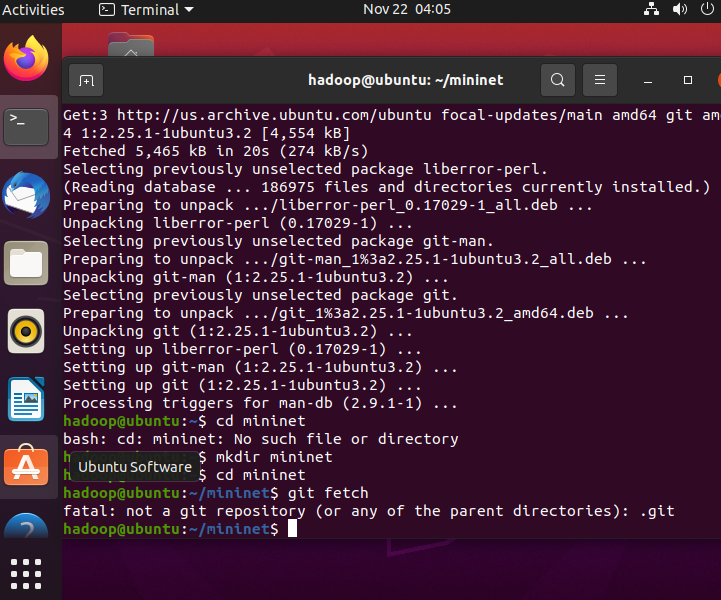 Activities
Terminal
Nov 22 04:05
hadoop@ubuntu: ~/mininet
Get:3 http://us.archive.ubuntu.com/ubuntu focal-updates/main amd64 git am
4 1:2.25.1-1ubuntu3.2 [4,554 kB]
Fetched 5,465 kB in 20s (274 kB/s)
Selecting previously unselected package liberror-perl.
(Reading database ... 186975 files and directories currently installed.)
Preparing to unpack .../liberror-perl_0.17029-1_all.deb ...
Unpacking liberror-perl (0.17029-1) ...
Selecting previously unselected package git-man.
Preparing to unpack .../git-man_1%3a2.25.1-1ubuntu3.2_all.deb ...
Unpacking git-man (1:2.25.1-1ubuntu3.2) ...
Selecting previously unselected package git.
Preparing to unpack .../git_1%3a2.25.1-1ubuntu3.2_amd64.deb ...
Unpacking git (1:2.25.1-1ubuntu3.2) ...
Setting up liberror-perl (0.17029-1) ...
Setting up git-man (1:2.25.1-1ubuntu3.2) ...
Setting up git (1:2.25.1-1ubuntu3.2) ...
Processing triggers for man-db (2.9.1-1) ...
hadoop@ubuntu:~$ cd mininet
bash: cd: mininet: No such file or directory
$ mkdir mininet
Ubuntu Software
$ cd mininet
hadoop@ubuntu:~/mininet$ git fetch
fatal: not a git repository (or any of the parent directories): .git
hadoop@ubuntu:~/mininet$